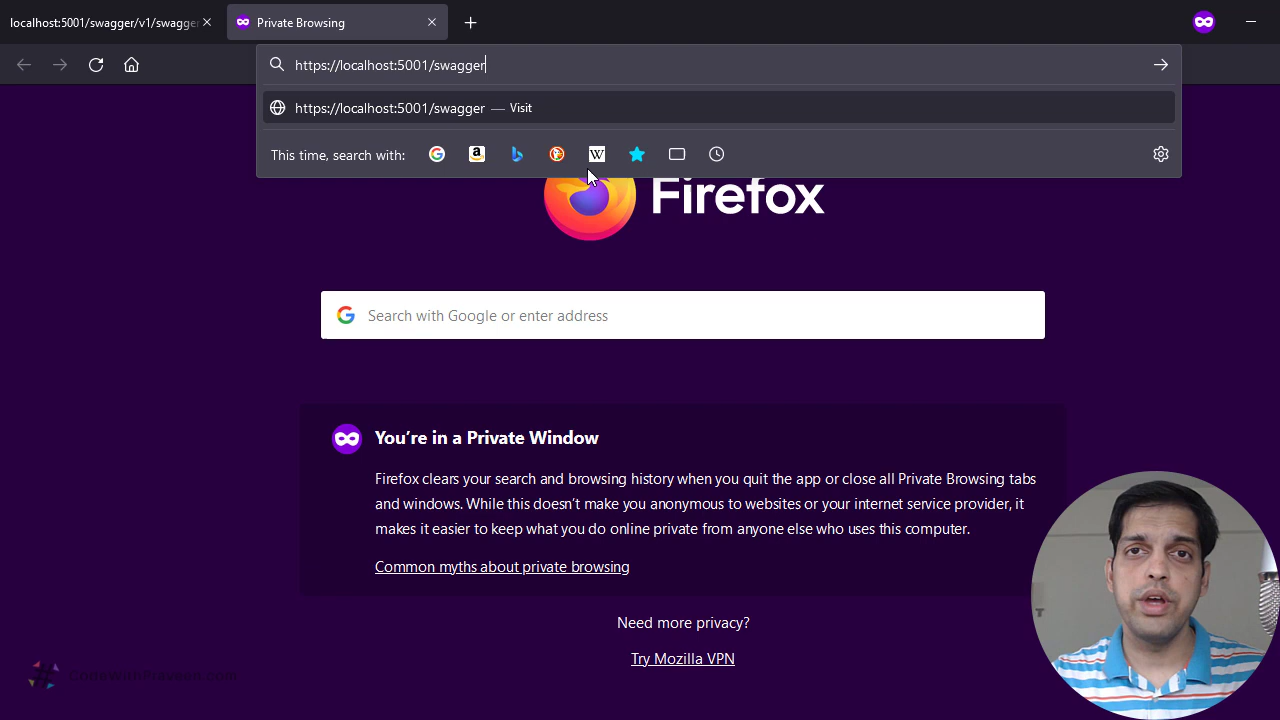 localhost:5001/swagger/v1/swagger
Private Browsing
https://localhost:5001/swagger
https://localhost:5001/swagger — Visit
This time, search with:
Firefox
Search with Google or enter address
You're in a Private Window
Firefox clears your search and browsing history when you quit the app or close all Private Browsing tabs
and windows. While this doesn't make you anonymous to websites or your internet service provider, it
makes it easier to keep what you do online private from anyone else who uses this computer.
Common myths about private browsing
Need more privacy?
Try Mozilla VPN